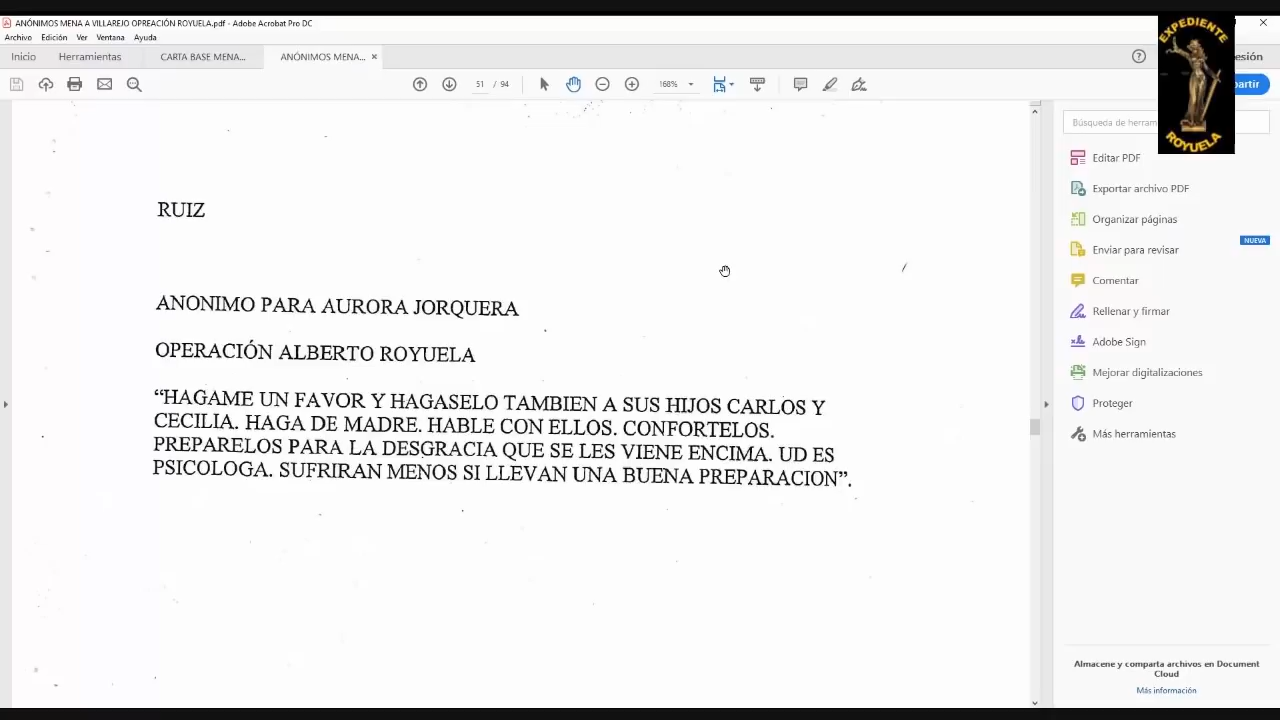 ANÓNIMOS MENA A VILLAREJO OPREACIÓN ROYUELA.pdf - Adobe Acrobat Pro DC
Archivo Edición Ver Ventana Ayuda
Inicio Herramientas CARTA BASE MENA... ANÓNIMOS MENA... ×
esión
51 / 94 168%
artir
EXPEDIENTE
ROYUELA
Búsqueda de herram
Editar PDF
Exportar archivo PDF
Organizar páginas
Enviar para revisar
NUEVA
Comentar
Rellenar y firmar
Adobe Sign
Mejorar digitalizaciones
Proteger
Más herramientas
Almacene y comparta archivos en Document
Cloud
Más información
RUIZ
ANONIMO PARA AURORA JORQUERA
OPERACIÓN ALBERTO ROYUELA
“HAGAME UN FAVOR Y HAGASELO TAMBIEN A SUS HIJOS CARLOS Y
CECILIA. HAGA DE MADRE. HABLE CON ELLOS. CONFORTELOS.
PREPARELOS PARA LA DESGRACIA QUE SE LES VIENE ENCIMA. UD ES
PSICOLOGA. SUFRIRAN MENOS SI LLEVAN UNA BUENA PREPARACION”.